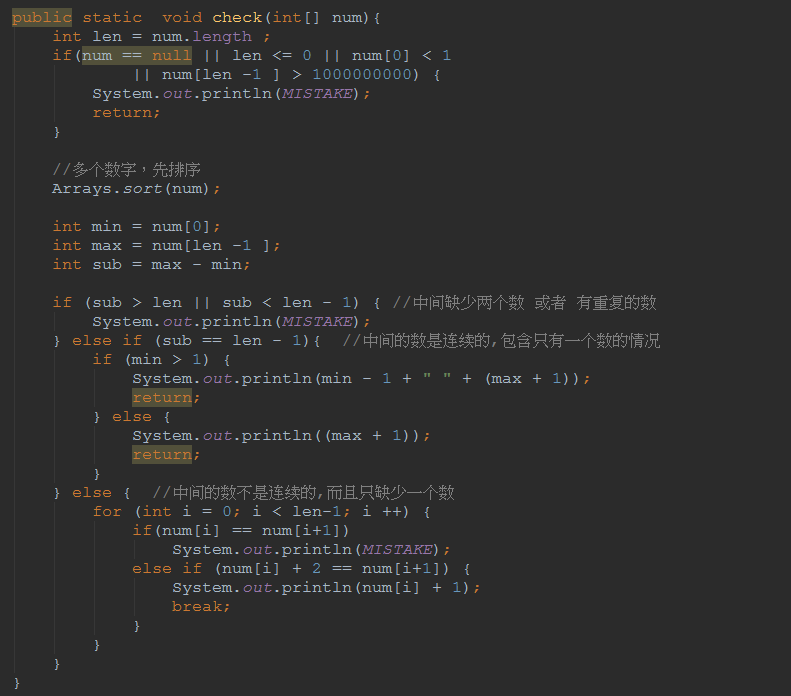 public static  void check(int[] num){
    int len = num.length ;
    if(num == null || len <= 0 || num[0] < 1
            || num[len -1 ] > 1000000000) {
        System.out.println(MISTAKE);
        return;
    }
    //多个数字，先排序
    Arrays.sort(num);
    int min = num[0];
    int max = num[len -1 ];
    int sub = max - min;
    if (sub > len || sub < len - 1) { //中间缺少两个数 或者 有重复的数
        System.out.println(MISTAKE);
    } else if (sub == len - 1){  //中间的数是连续的,包含只有一个数的情况
        if (min > 1) {
            System.out.println(min - 1 + " " + (max + 1));
            return;
        } else {
            System.out.println((max + 1));
            return;
        }
    } else {  //中间的数不是连续的,而且只缺少一个数
        for (int i = 0; i < len-1; i ++) {
            if(num[i] == num[i+1])
                System.out.println(MISTAKE);
            else if (num[i] + 2 == num[i+1]) {
                System.out.println(num[i] + 1);
                break;
            }
        }
    }
}